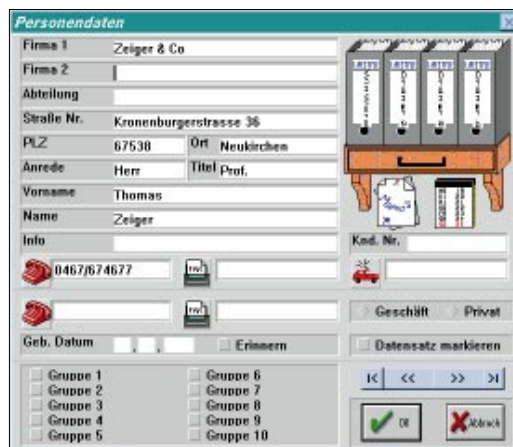 Personendaten
Firma 1 Zeiger & Co
Firma 2
Abteilung
Straße Nr. Kronenburgerstrasse 36
PLZ 67538 Ort Neukirchen
Anrede Herr Titel Prof.
Vorname Thomas
Name Zeiger
Info
Knd. Nr.
0467/674677
Geschäft Privat
Geb. Datum , , Erinnern
Datensatz markieren
Gruppe 1 Gruppe 6
Gruppe 2 Gruppe 7
Gruppe 3 Gruppe 8
Gruppe 4 Gruppe 9
Gruppe 5 Gruppe 10
K << >> >I
OK Abbruch